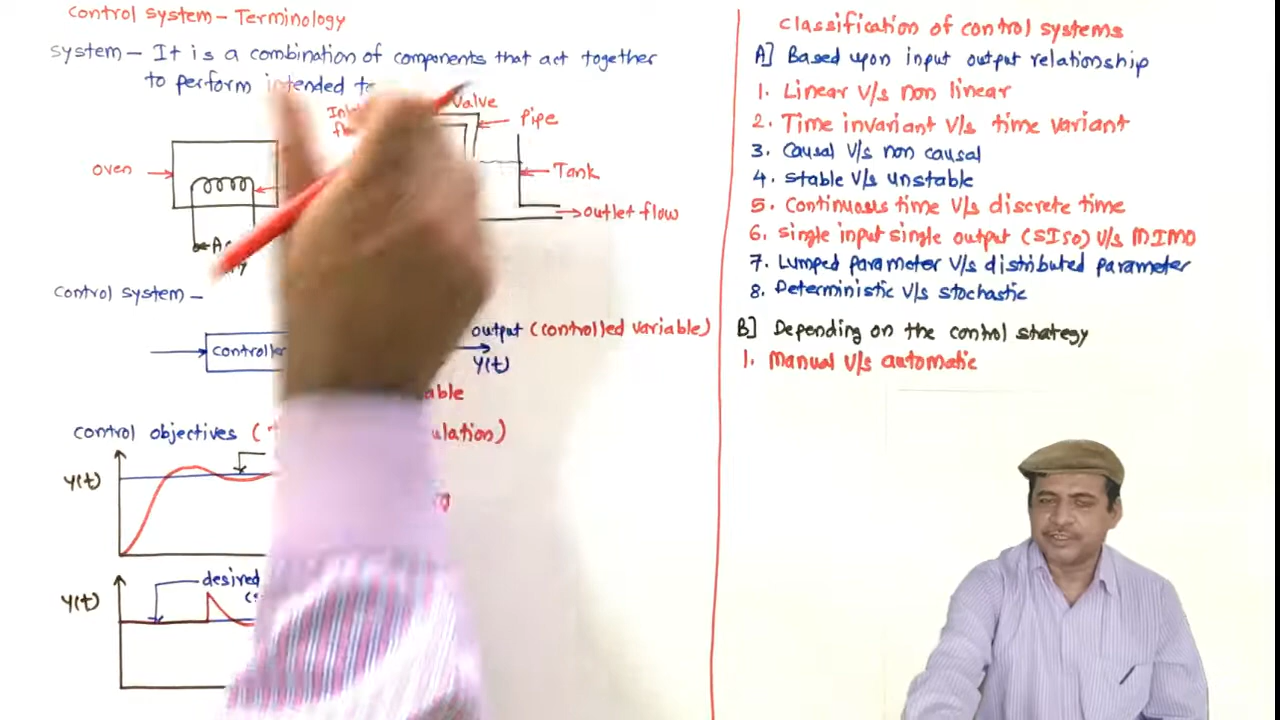 Control system - Terminology
System - It is a combination of components that act together
to perform intended
Valve
Pipe
oven
Tank
outlet flow
Control system -
output (controlled variable)
controller
y(t)
control objectives (
y(t)
desired
y(t)
Classification of control systems
A] Based upon input output relationship
1. Linear V/s non linear
2. Time invariant V/s time variant
3. Causal V/s non causal
4. stable V/s unstable
5. Continuous time V/s discrete time
6. Single input single output (SISO) V/s MIMO
7. Lumped parameter V/s distributed parameter
8. Deterministic V/s stochastic
B] Depending on the control strategy
1. Manual V/s automatic